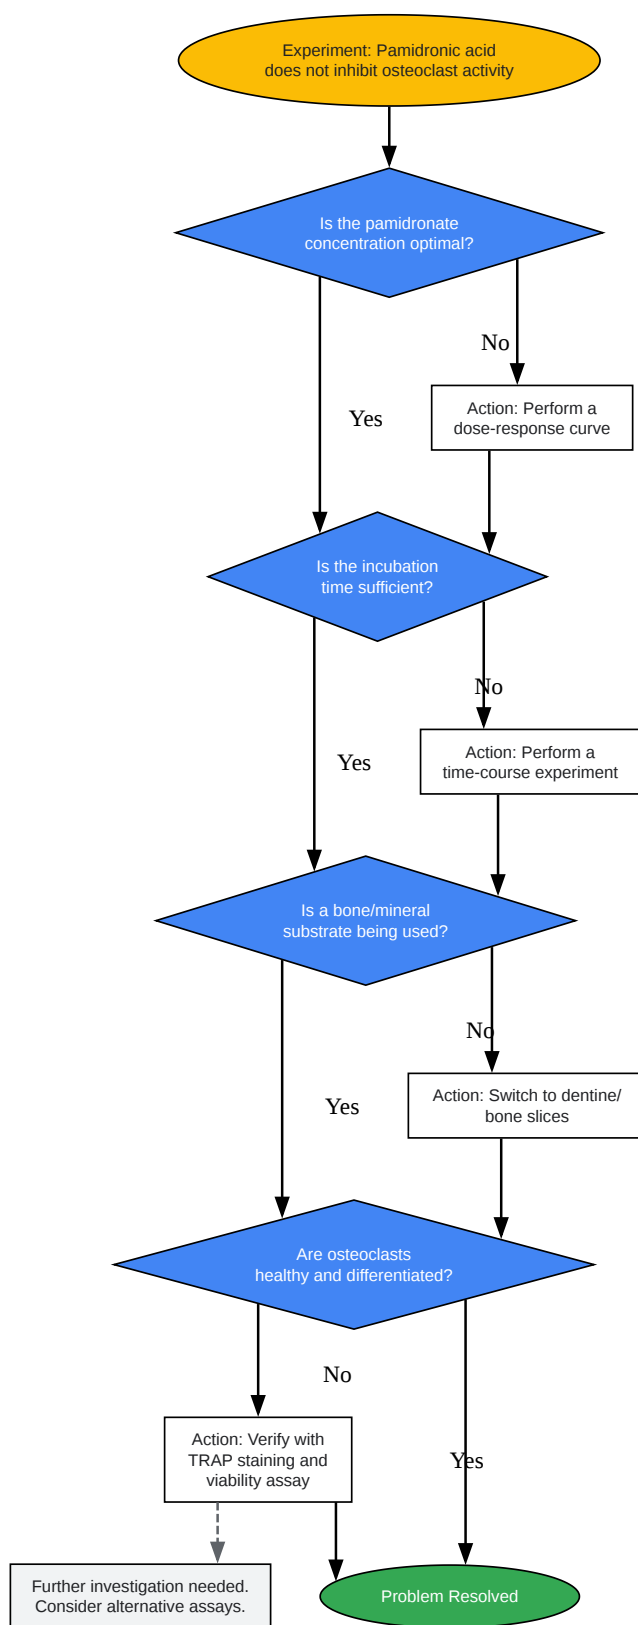 Experiment: Pamidronic acid
does not inhibit osteoclast activity
Is the pamidronate
concentration optimal?
No
Yes
Action: Perform a
dose-response curve
Is the incubation
time sufficient?
No
Yes
Action: Perform a
time-course experiment
Is a bone/mineral
substrate being used?
No
Yes
Action: Switch to dentine/
bone slices
Are osteoclasts
healthy and differentiated?
No
Yes
Action: Verify with
TRAP staining and
viability assay
Further investigation needed.
Consider alternative assays.
Problem Resolved